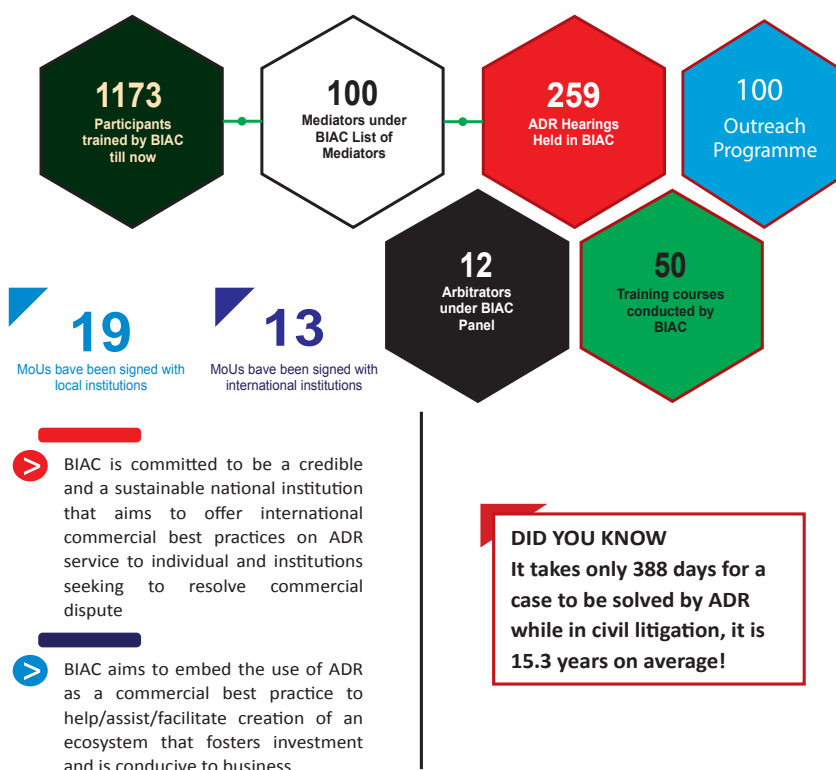 1173
Participants
trained by BIAC
till now
100
Mediators under
BIAC List of
Mediators
259
ADR Hearings
Held in BIAC
100
Outreach
Programme
12
Arbitrators
under BIAC
Panel
50
Training courses
conducted by
BIAC
19
MoUs bave been signed with
local institutions
13
MoUs bave been signed with
international institutions
> BIAC is committed to be a credible
and a sustainable national institution
that aims to offer international
commercial best practices on ADR
service to individual and institutions
seeking to resolve commercial
dispute
> BIAC aims to embed the use of ADR
as a commercial best practice to
help/assist/facilitate creation of an
ecosystem that fosters investment
and is conducive to business
DID YOU KNOW
It takes only 388 days for a
case to be solved by ADR
while in civil litigation, it is
15.3 years on average!